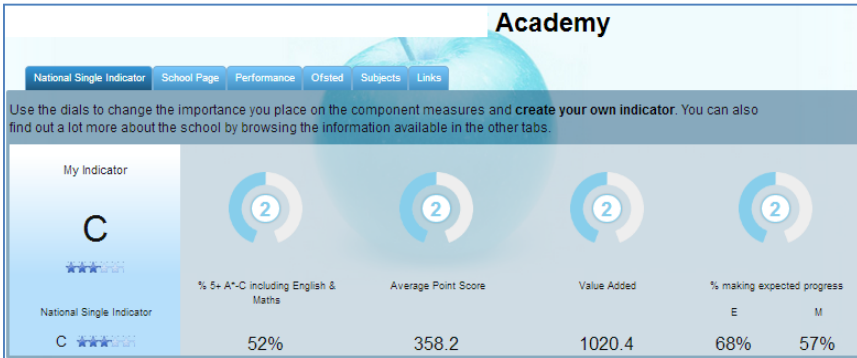 Academy
National Single Indicator School Page Performance Ofsted Subjects Links
Use the dials to change the importance you place on the component measures and create your own indicator. You can also
find out a lot more about the school by browsing the information available in the other tabs.
My Indicator
C
2 2 2 2
% 5+ A*-C including English &
Maths
Average Point Score
Value Added
% making expected progress
E M
National Single Indicator
C
52% 358.2 1020.4 68% 57%